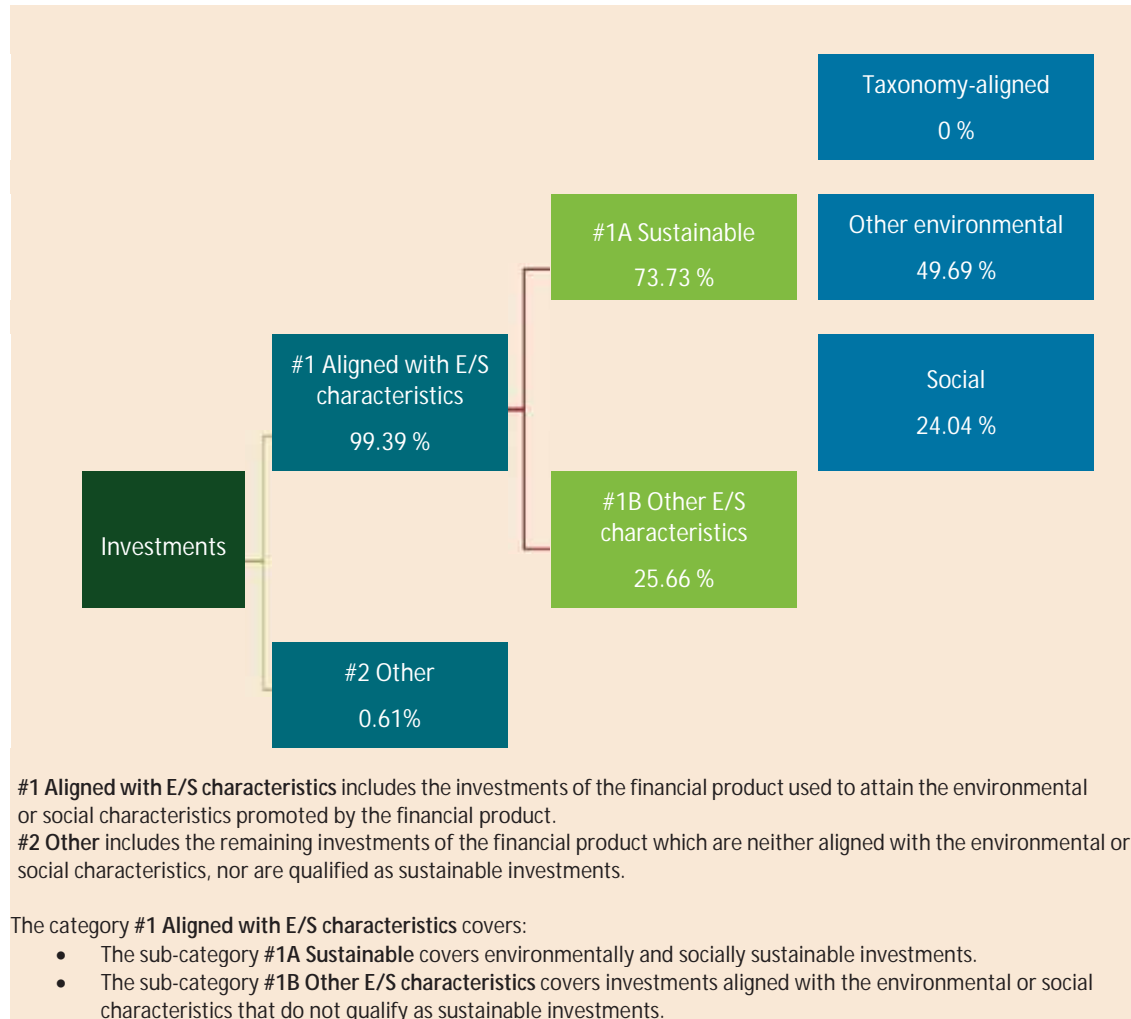 Taxonomy-aligned
0 %
#1A Sustainable
73.73 %
Other environmental
49.69 %
#1 Aligned with E/S
characteristics
99.39 %
Social
24.04 %
Investments
#1B Other E/S
characteristics
25.66 %
#2 Other
0.61%
#1 Aligned with E/S characteristics includes the investments of the financial product used to attain the environmental
or social characteristics promoted by the financial product.
#2 Other includes the remaining investments of the financial product which are neither aligned with the environmental or
social characteristics, nor are qualified as sustainable investments.
The category #1 Aligned with E/S characteristics covers:
• The sub-category #1A Sustainable covers environmentally and socially sustainable investments.
• The sub-category #1B Other E/S characteristics covers investments aligned with the environmental or social
characteristics that do not qualify as sustainable investments.